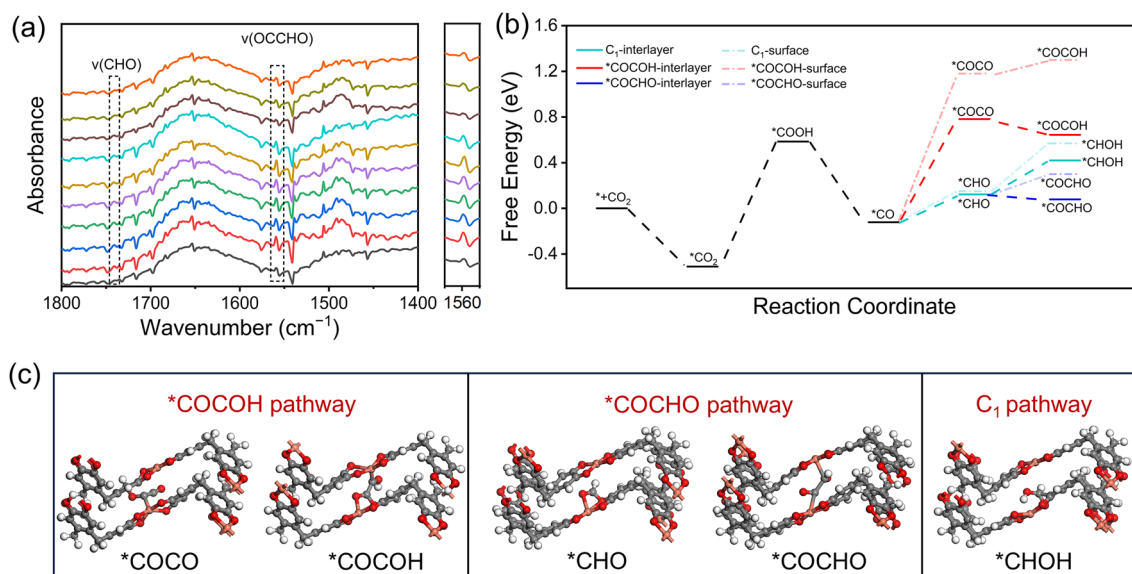 (a)
ν(CHO)
ν(OCCHO)
Absorbance
1800 1700 1600 1500 1400 1560
Wavenumber (cm⁻¹)
(b)
1.6
1.2
0.8
0.4
0.0
-0.4
Free Energy (eV)
C₁-interlayer
*COCOH-interlayer
*COCHO-interlayer
C₁-surface
*COCOH-surface
*COCHO-surface
*+CO₂
*CO₂
*COOH
*CO
*COCO
*COCOH
*COCO
*COCOH
*CHOH
*CHO
*CHOH
*CHO
*COCHO
*COCHO
Reaction Coordinate
(c)
*COCOH pathway
*COCHO pathway
C₁ pathway
*COCO
*COCOH
*CHO
*COCHO
*CHOH